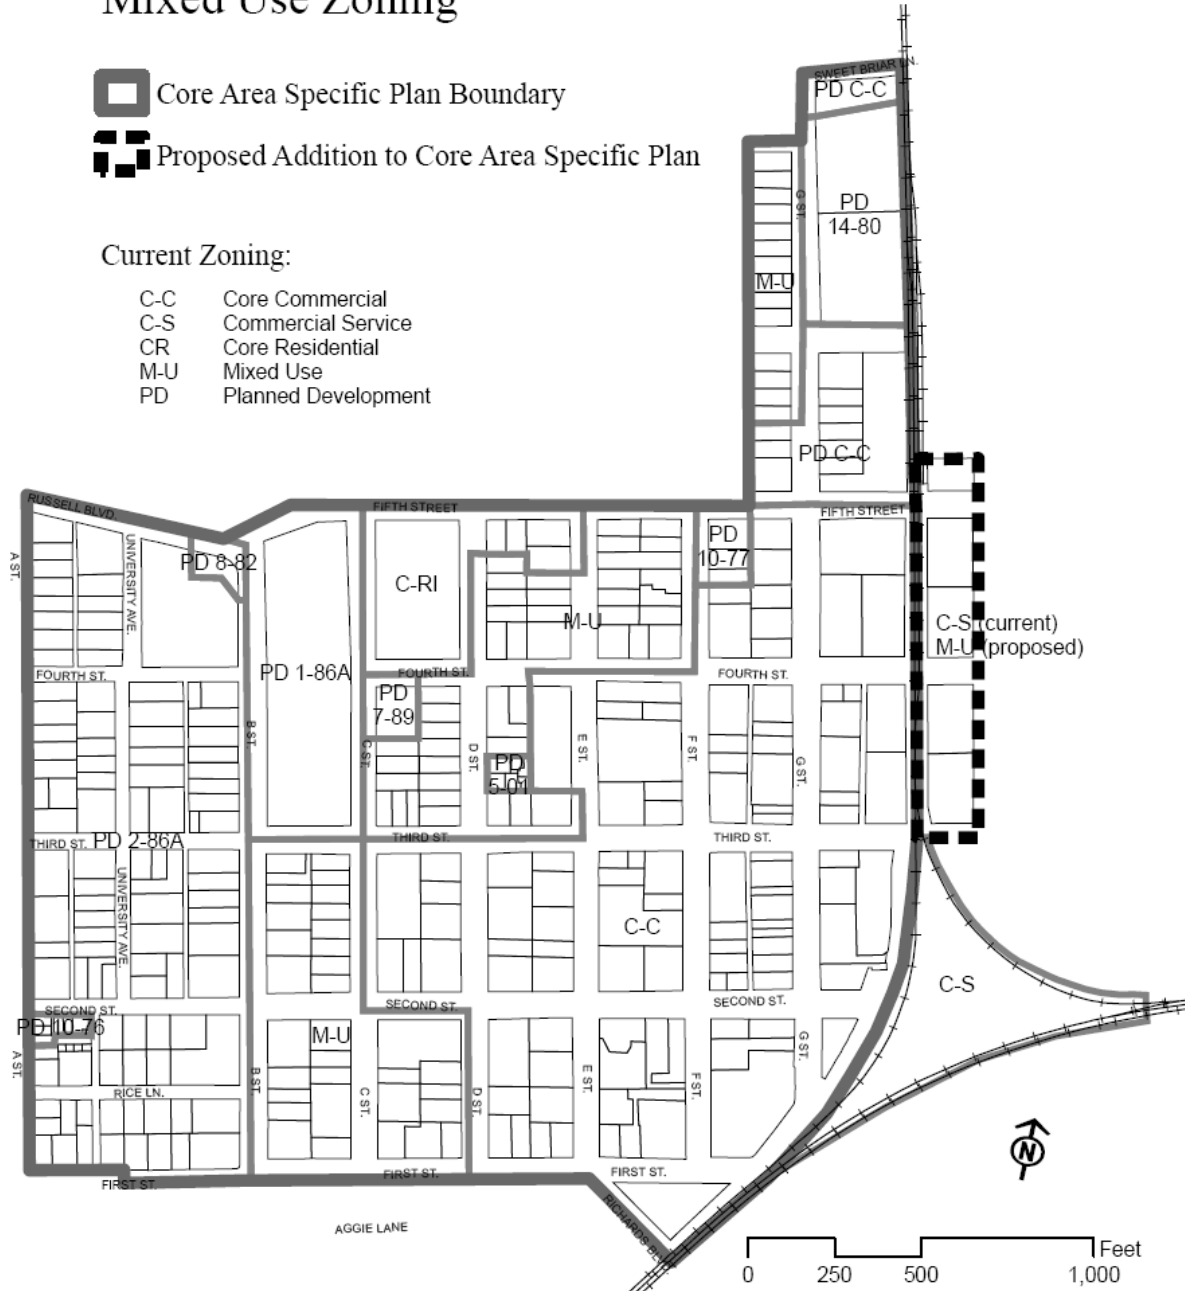 Mixed Use Zoning
Core Area Specific Plan Boundary
Proposed Addition to Core Area Specific Plan
Current Zoning:
C-C Core Commercial
C-S Commercial Service
CR Core Residential
M-U Mixed Use
PD Planned Development
SWEET BRIAR LN.
PD C-C
G ST.
PD
14-80
M-U
PD C-C
RUSSELL BLVD.
FIFTH STREET
FIFTH STREET
A ST.
UNIVERSITY AVE.
PD 8-82
C-RI
M-U
PD
10-77
C-S (current)
M-U (proposed)
FOURTH ST.
PD 1-86A
FOURTH ST.
FOURTH ST.
PD
7-89
B ST.
C ST.
D ST.
E ST.
F ST.
G ST.
PD
5-01
THIRD ST.
PD 2-86A
THIRD ST.
THIRD ST.
UNIVERSITY AVE.
C-C
C-S
SECOND ST.
SECOND ST.
SECOND ST.
PD 10-76
M-U
A ST.
B ST.
C ST.
D ST.
E ST.
F ST.
G ST.
RICE LN.
N
FIRST ST.
FIRST ST.
FIRST ST.
RICHARDS BLVD.
AGGIE LANE
Feet
0 250 500 1,000